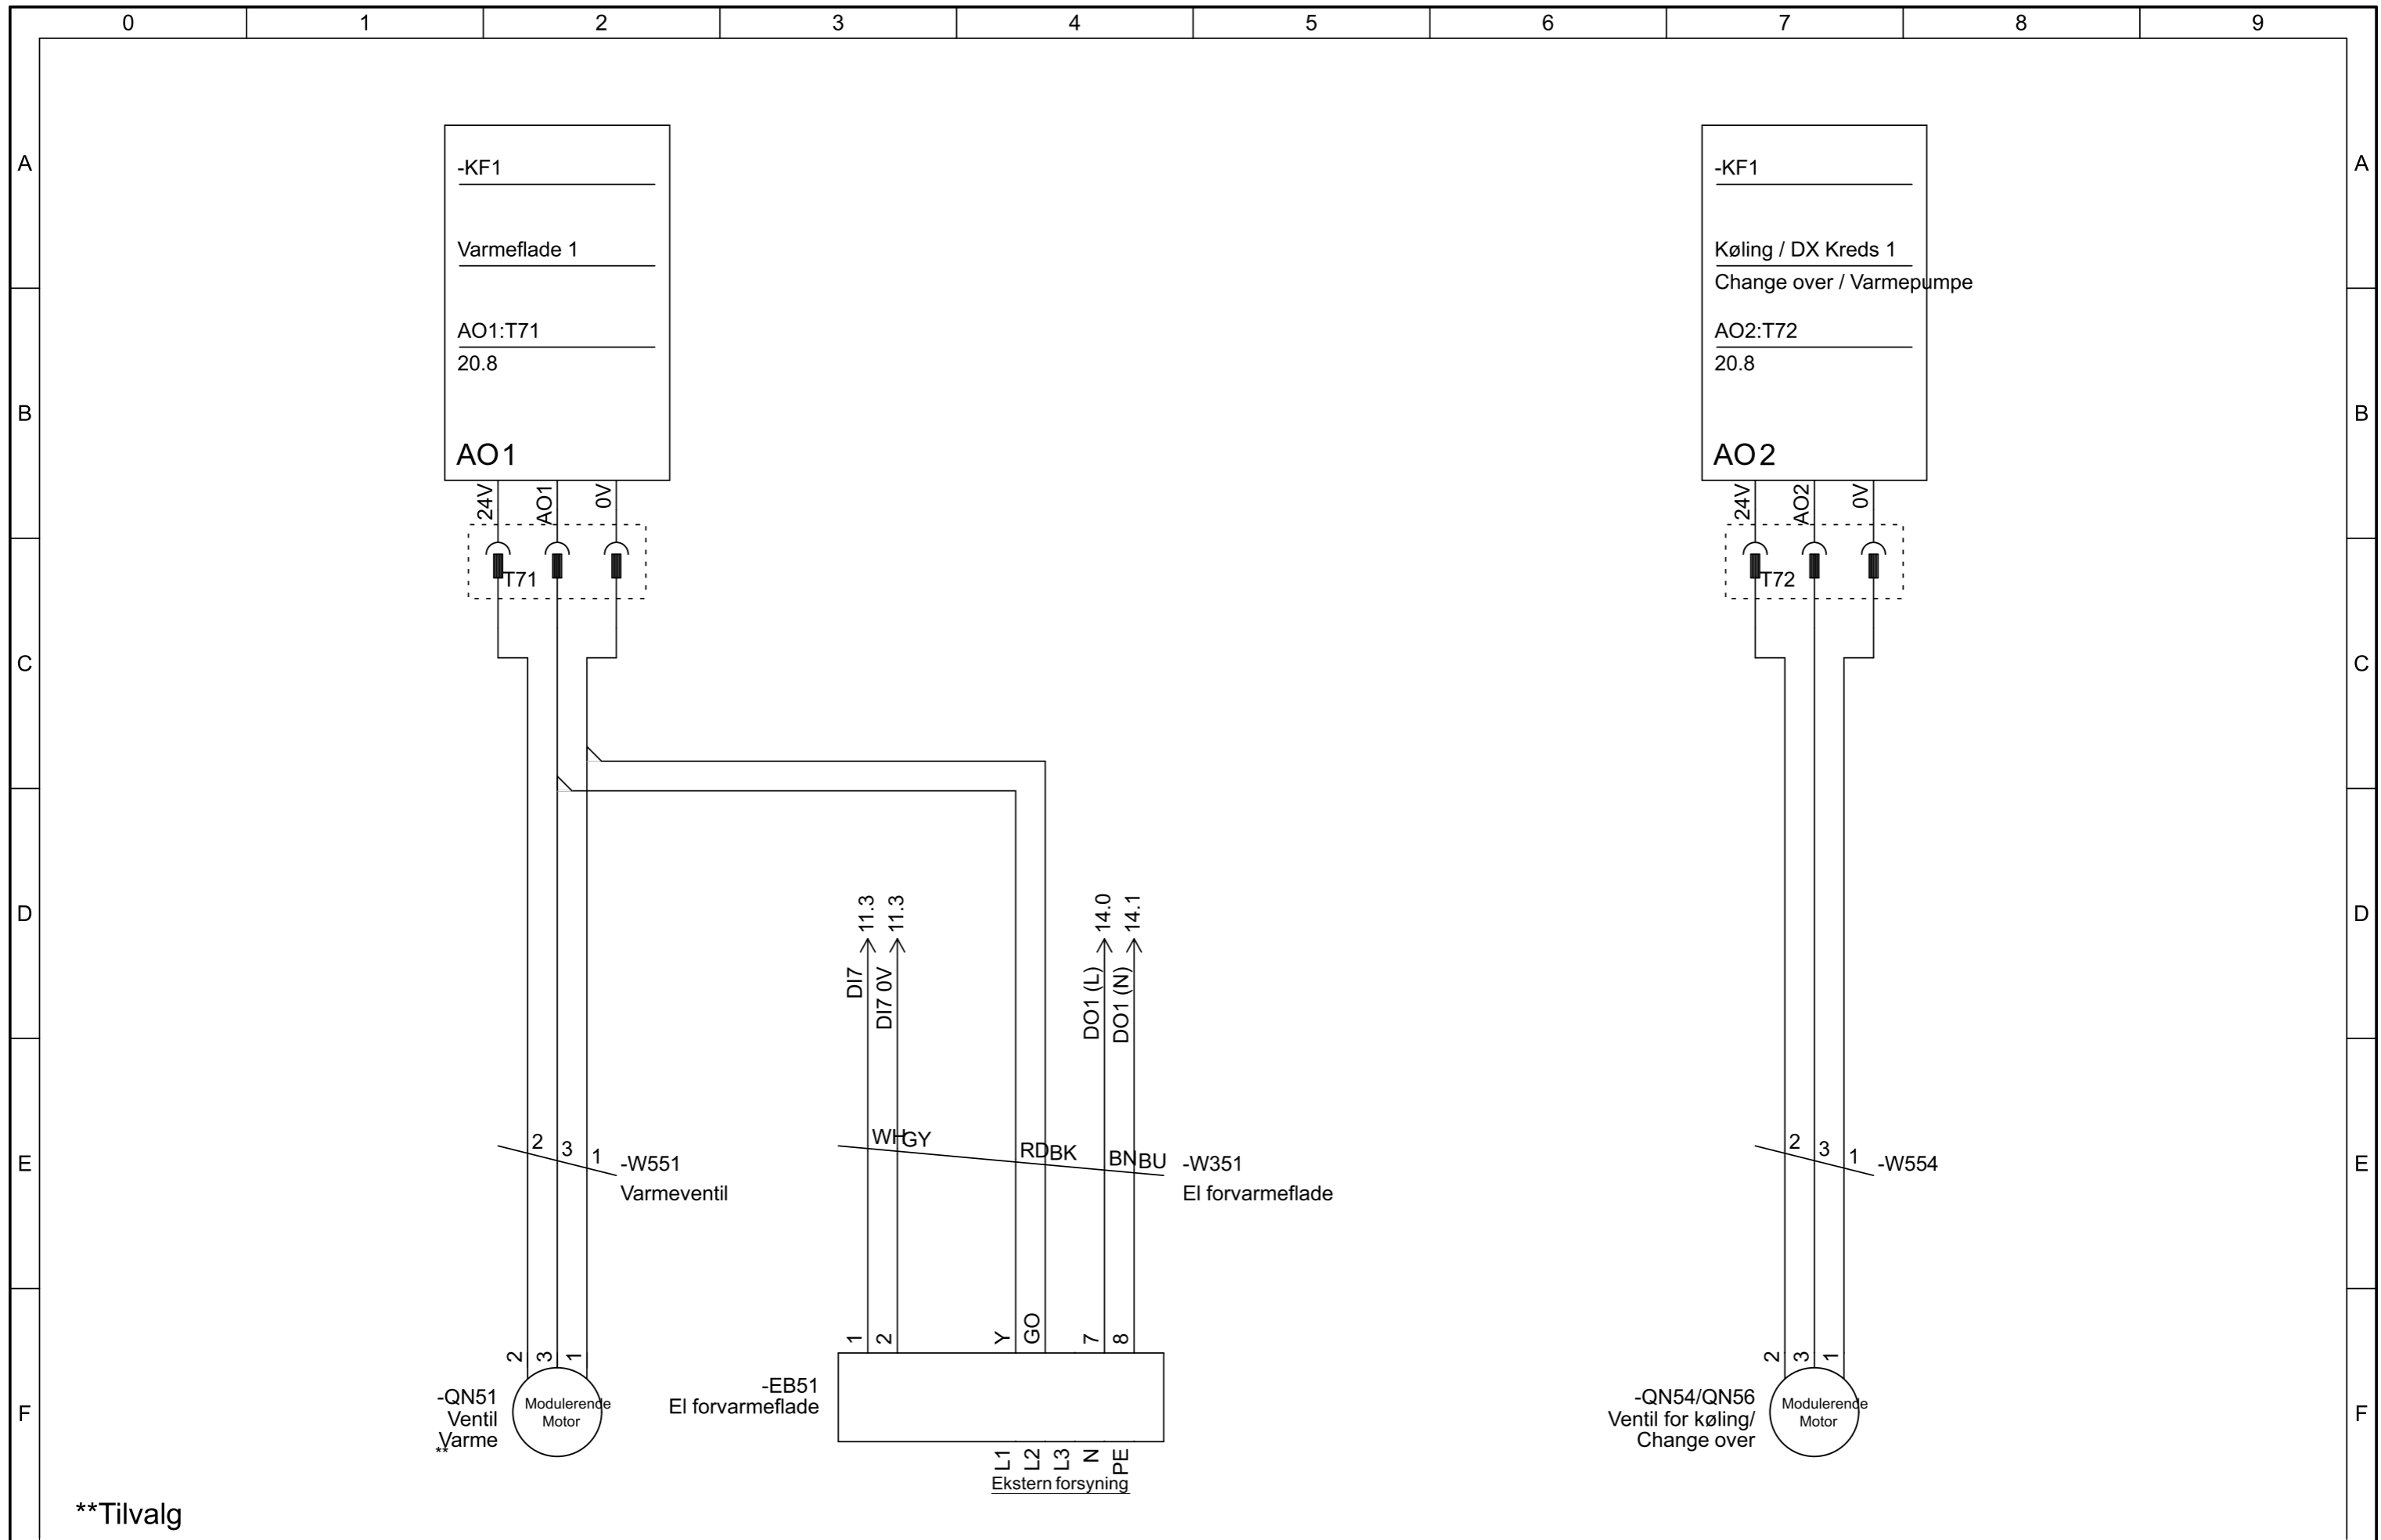 0 1 2 3 4 5 6 7 8 9
A A
B B
C C
D D
E E
F F
-KF1
Varmeflade 1
AO1:T71
20.8
AO1
24V AO1 0V
T71
-KF1
Køling / DX Kreds 1
Change over / Varmepumpe
AO2:T72
20.8
AO2
24V AO2 0V
T72
11.3 11.3 14.0 14.1
DI7 DI7 0V DO1 (L) DO1 (N)
2 3 1 -W551
Varmeventil
WH GY RD BK BN BU -W351
El forvarmeflade
2 3 1 -W554
2 3 1
-QN51
Ventil
Varme
**
Modulerende
Motor
1 2 Y GO 7 8
-EB51
El forvarmeflade
L1 L2 L3 N PE
Ekstern forsyning
2 3 1
-QN54/QN56
Ventil for køling/
Change over
Modulerende
Motor
**Tilvalg